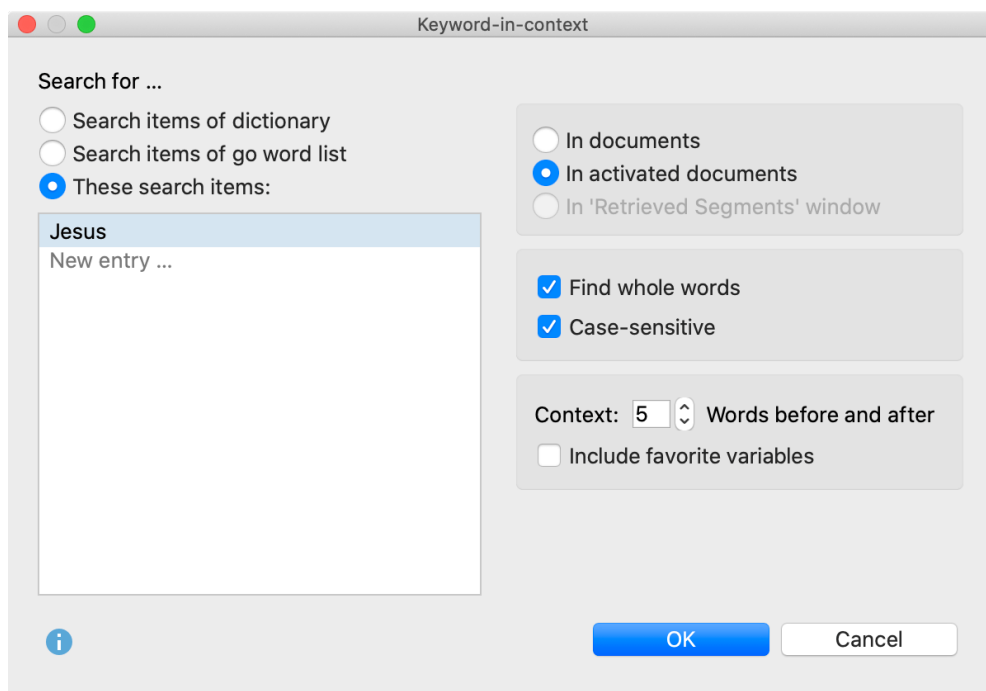 Keyword-in-context
Search for ...
Search items of dictionary
Search items of go word list
These search items:
Jesus
New entry ...
In documents
In activated documents
In 'Retrieved Segments' window
Find whole words
Case-sensitive
Context: 5 Words before and after
Include favorite variables
i
OK Cancel